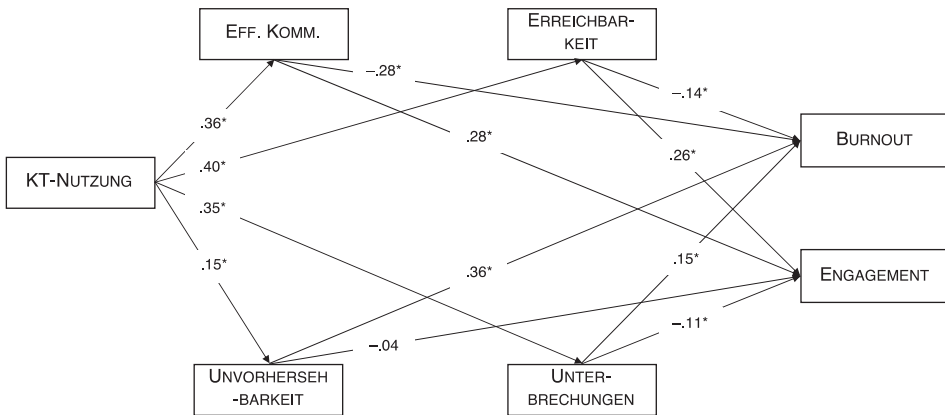 EFF. KOMM.
ERREICHBAR-
KEIT
–.28*
–.14*
.36*
.28*
BURNOUT
.40*
.26*
KT-NUTZUNG
.35*
.15*
.36*
.15*
ENGAGEMENT
–.11*
–.04
UNVORHERSEH
-BARKEIT
UNTER-
BRECHUNGEN